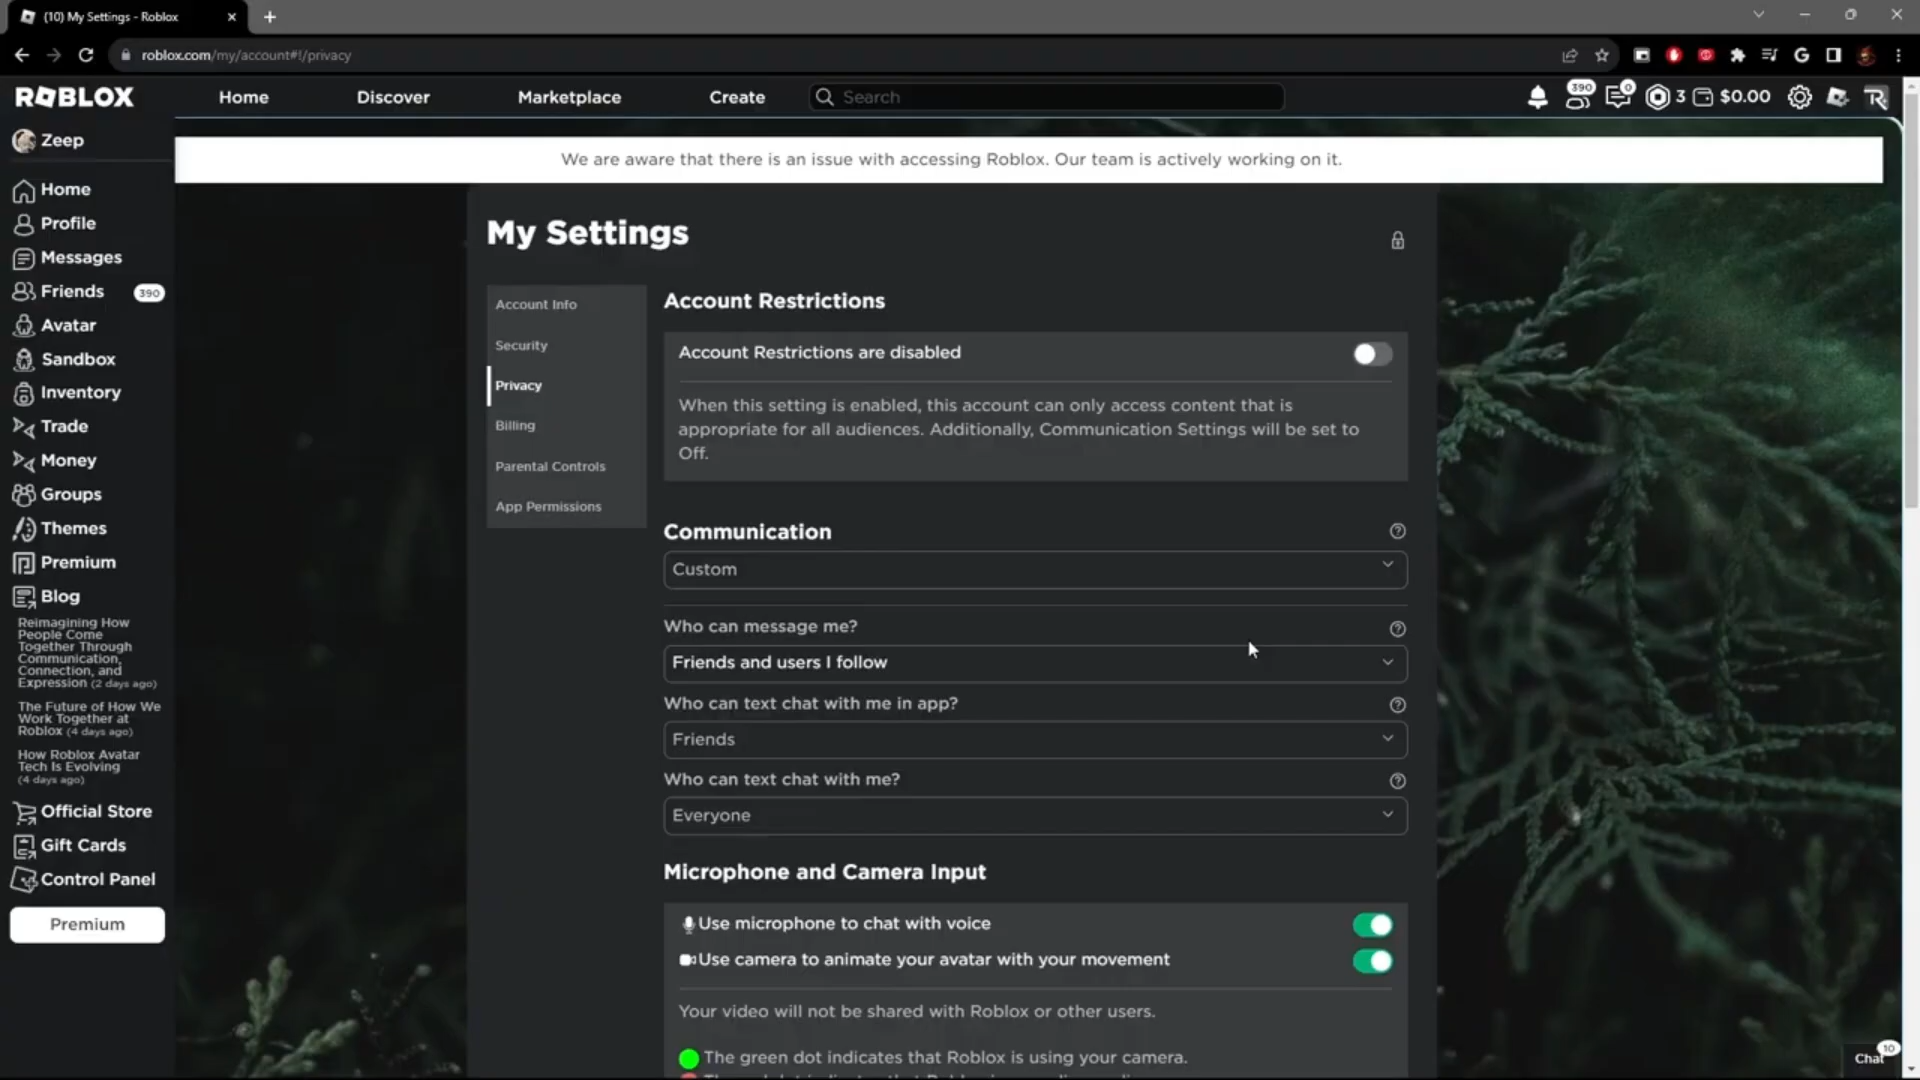 (10) My Settings - Roblox
roblox.com/my/account#!/privacy
ROBLOX
Home
Discover
Marketplace
Create
Search
390
0
3
$0.00
Zeep
We are aware that there is an issue with accessing Roblox. Our team is actively working on it.
Home
Profile
Messages
Friends
390
Avatar
Sandbox
Inventory
Trade
Money
Groups
Themes
Premium
Blog
Reimagining How
People Come
Together Through
Communication,
Connection, and
Expression (2 days ago)
The Future of How We
Work Together at
Roblox (4 days ago)
How Roblox Avatar
Tech Is Evolving
(4 days ago)
Official Store
Gift Cards
Control Panel
Premium
My Settings
Account Info
Security
Privacy
Billing
Parental Controls
App Permissions
Account Restrictions
Account Restrictions are disabled
When this setting is enabled, this account can only access content that is
appropriate for all audiences. Additionally, Communication Settings will be set to
Off.
Communication
Custom
Who can message me?
Friends and users I follow
Who can text chat with me in app?
Friends
Who can text chat with me?
Everyone
Microphone and Camera Input
Use microphone to chat with voice
Use camera to animate your avatar with your movement
Your video will not be shared with Roblox or other users.
The green dot indicates that Roblox is using your camera.
Chat
10